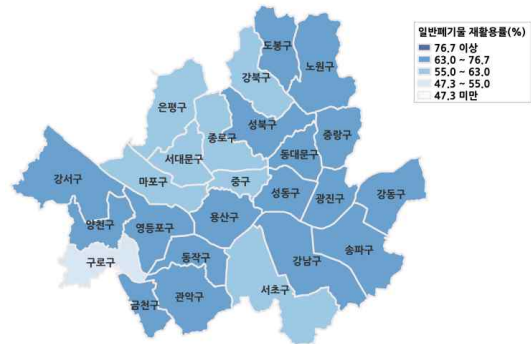 일반폐기물 재활용률(%)
76.7 이상
63.0 ~ 76.7
55.0 ~ 63.0
47.3 ~ 55.0
47.3 미만
도봉구
노원구
강북구
은평구
성북구
종로구
중랑구
서대문구
동대문구
강서구
마포구
중구
성동구
광진구
강동구
양천구
영등포구
용산구
송파구
구로구
동작구
강남구
서초구
금천구
관악구